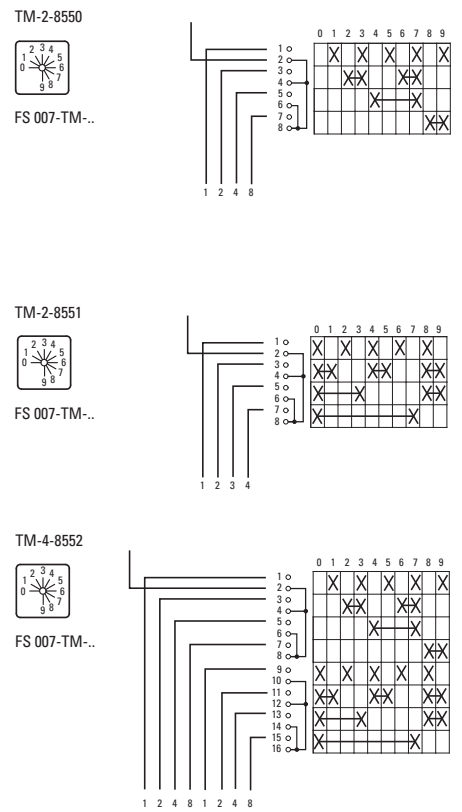 TM-2-8550
0 1 2 3 4 5 6 7 8 9
FS 007-TM-..
0 1 2 3 4 5 6 7 8 9
X X X X X
X X X X
X X
X X
1
2
3
4
5
6
7
8
1 2 4 8
TM-2-8551
0 1 2 3 4 5 6 7 8 9
FS 007-TM-..
0 1 2 3 4 5 6 7 8 9
X X X X X
X X X X X X
X X X X
X X
1
2
3
4
5
6
7
8
1 2 3 4
TM-4-8552
0 1 2 3 4 5 6 7 8 9
FS 007-TM-..
0 1 2 3 4 5 6 7 8 9
X X X X X
X X X X
X X
X X
X X X X X
X X X X X X
X X X X
X X
1
2
3
4
5
6
7
8
9
10
11
12
13
14
15
16
1 2 4 8 1 2 4 8